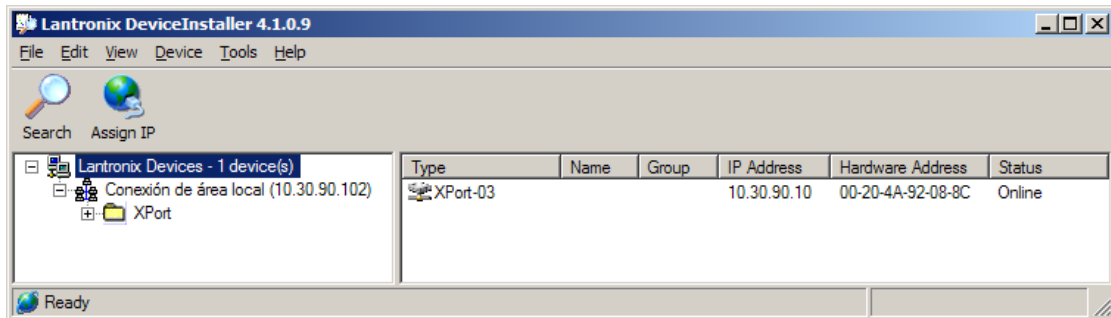 Lantronix DeviceInstaller 4.1.0.9
File Edit View Device Tools Help
Search Assign IP
Lantronix Devices - 1 device(s)
Conexión de área local (10.30.90.102)
XPort
Type Name Group IP Address Hardware Address Status
XPort-03 10.30.90.10 00-20-4A-92-08-8C Online
Ready